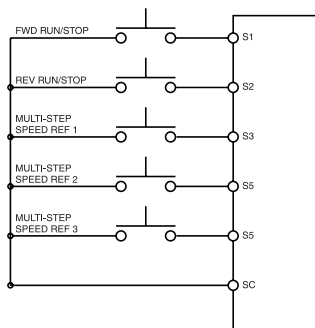 FWD RUN/STOP S1
REV RUN/STOP S2
MULTI-STEP
SPEED REF 1 S3
MULTI-STEP
SPEED REF 2 S5
MULTI-STEP
SPEED REF 3 S5
SC